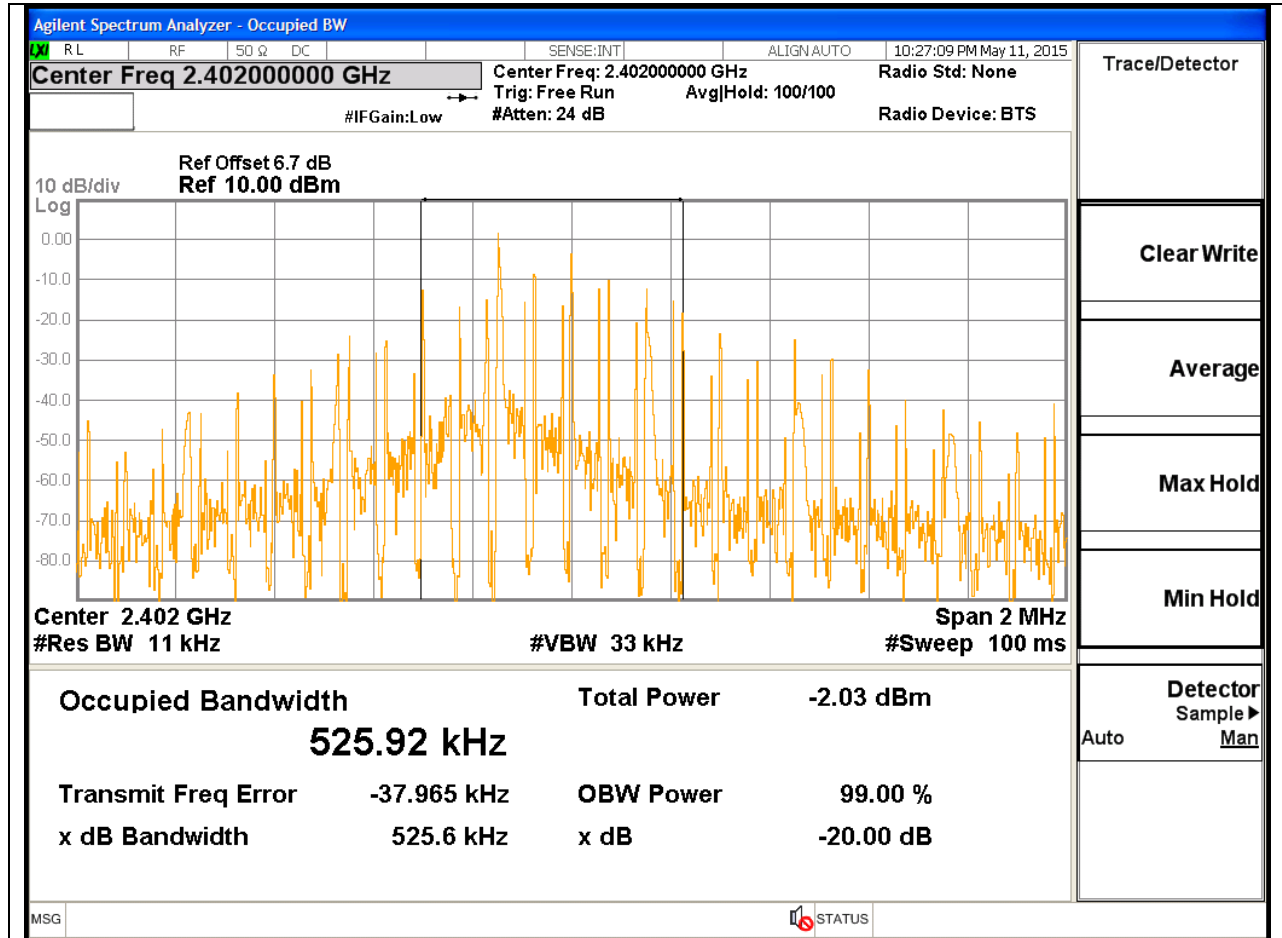 Agilent Spectrum Analyzer - Occupied BW
LXI RL RF 50 Ω DC SENSE:INT ALIGN AUTO 10:27:09 PM May 11, 2015
Center Freq 2.402000000 GHz
Center Freq: 2.402000000 GHz
Radio Std: None
Trig: Free Run Avg|Hold: 100/100
#IFGain:Low
#Atten: 24 dB
Radio Device: BTS
Ref Offset 6.7 dB
10 dB/div Ref 10.00 dBm
Log
0.00
-10.0
-20.0
-30.0
-40.0
-50.0
-60.0
-70.0
-80.0
Center 2.402 GHz Span 2 MHz
#Res BW 11 kHz #VBW 33 kHz #Sweep 100 ms
Occupied Bandwidth Total Power -2.03 dBm
525.92 kHz
Transmit Freq Error -37.965 kHz OBW Power 99.00 %
x dB Bandwidth 525.6 kHz x dB -20.00 dB
MSG STATUS
Trace/Detector
Clear Write
Average
Max Hold
Min Hold
Detector
Sample▶
Auto Man